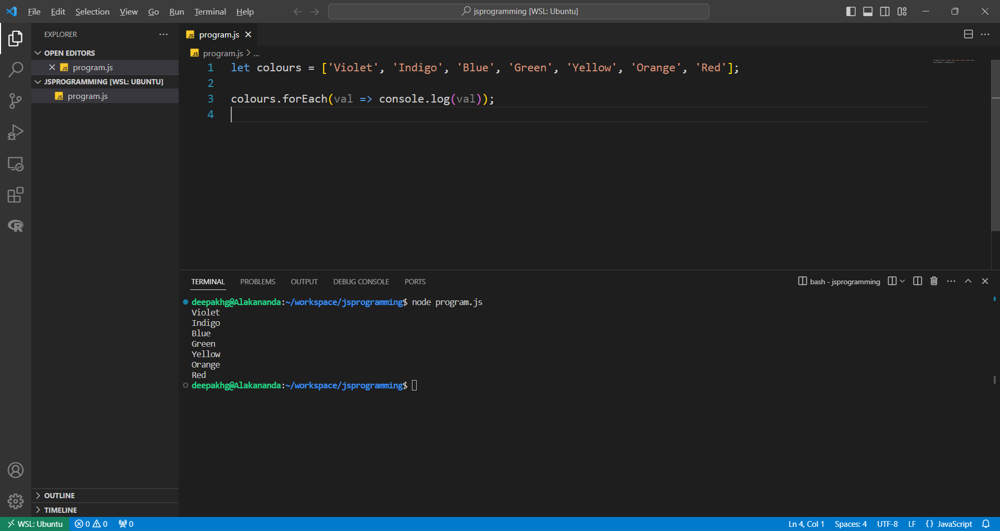 File Edit Selection View Go Run Terminal Help
jsprogramming [WSL: Ubuntu]
EXPLORER
OPEN EDITORS
JS program.js
JSPROGRAMMING [WSL: UBUNTU]
JS program.js
OUTLINE
TIMELINE
JS program.js
JS program.js > ...
1 let colours = ['Violet', 'Indigo', 'Blue', 'Green', 'Yellow', 'Orange', 'Red'];
2
3 colours.forEach(val => console.log(val));
4
TERMINAL PROBLEMS OUTPUT DEBUG CONSOLE PORTS
bash - jsprogramming
deepakhg@Alakananda:~/workspace/jsprogramming$ node program.js
Violet
Indigo
Blue
Green
Yellow
Orange
Red
deepakhg@Alakananda:~/workspace/jsprogramming$
WSL: Ubuntu 0 0 0 Ln 4, Col 1 Spaces: 4 UTF-8 LF {} JavaScript